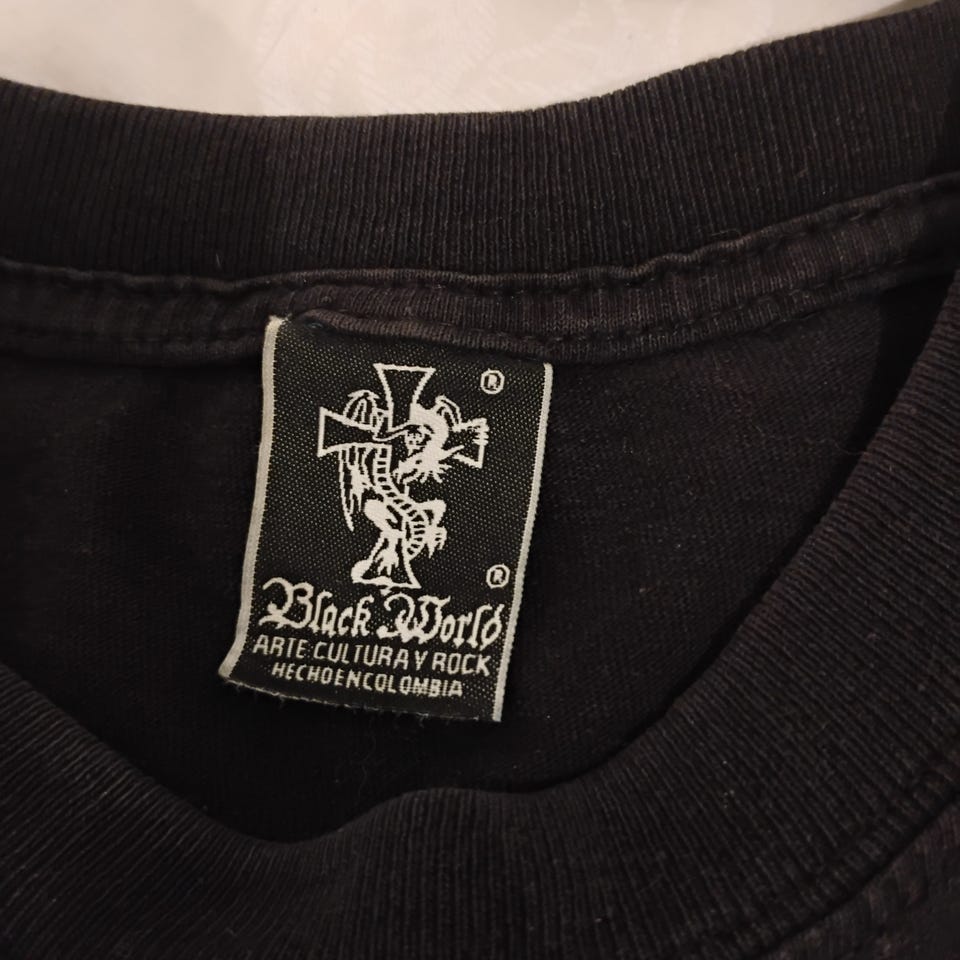 ®
®
Black World
ARTE CULTURA Y ROCK
HECHO EN COLOMBIA